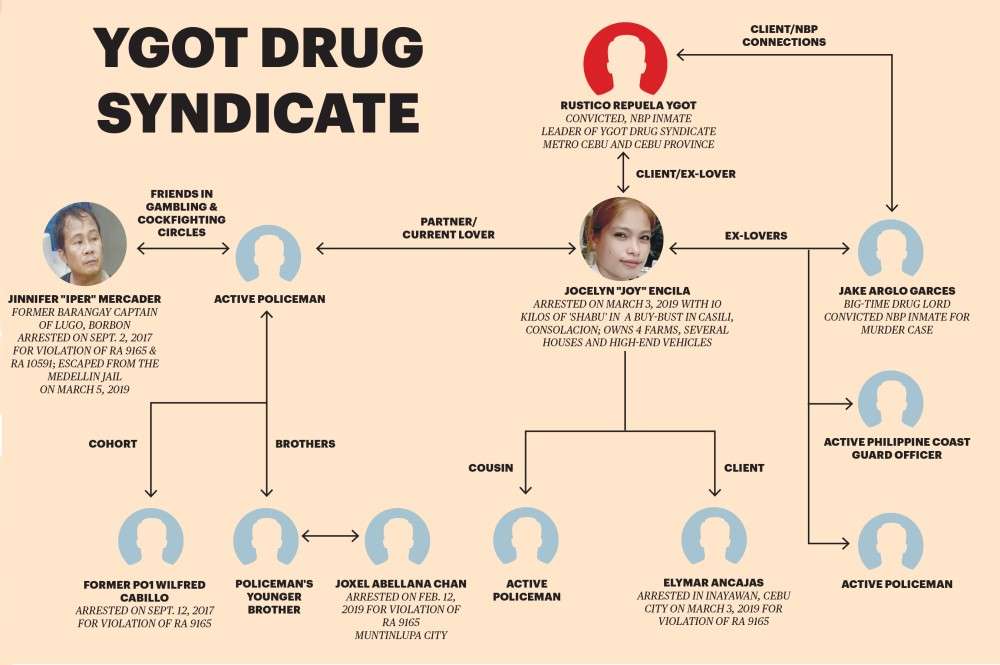 YGOT DRUG
SYNDICATE
CLIENT/NBP
CONNECTIONS
RUSTICO REPUELA YGOT
CONVICTED, NBP INMATE
LEADER OF YGOT DRUG SYNDICATE
METRO CEBU AND CEBU PROVINCE
CLIENT/EX-LOVER
FRIENDS IN
GAMBLING &
COCKFIGHTING
CIRCLES
PARTNER/
CURRENT LOVER
EX-LOVERS
JINNIFER "IPER" MERCADER
FORMER BARANGAY CAPTAIN
OF LUGO, BORBON
ARRESTED ON SEPT. 2, 2017
FOR VIOLATION OF RA 9165 &
RA 10591; ESCAPED FROM THE
MEDELLIN JAIL
ON MARCH 5, 2019
ACTIVE POLICEMAN
JOCELYN "JOY" ENCILA
ARRESTED ON MARCH 3, 2019 WITH 10
KILOS OF 'SHABU' IN A BUY-BUST IN CASILI,
CONSOLACION; OWNS 4 FARMS, SEVERAL
HOUSES AND HIGH-END VEHICLES
JAKE ARGLO GARCES
BIG-TIME DRUG LORD
CONVICTED NBP INMATE FOR
MURDER CASE
ACTIVE PHILIPPINE COAST
GUARD OFFICER
COHORT
BROTHERS
COUSIN
CLIENT
FORMER PO1 WILFRED
CABILLO
ARRESTED ON SEPT. 12, 2017
FOR VIOLATION OF RA 9165
POLICEMAN'S
YOUNGER
BROTHER
JOXEL ABELLANA CHAN
ARRESTED ON FEB. 12,
2019 FOR VIOLATION OF
RA 9165
MUNTINLUPA CITY
ACTIVE
POLICEMAN
ELYMAR ANCAJAS
ARRESTED IN INAYAWAN, CEBU
CITY ON MARCH 3, 2019 FOR
VIOLATION OF RA 9165
ACTIVE POLICEMAN